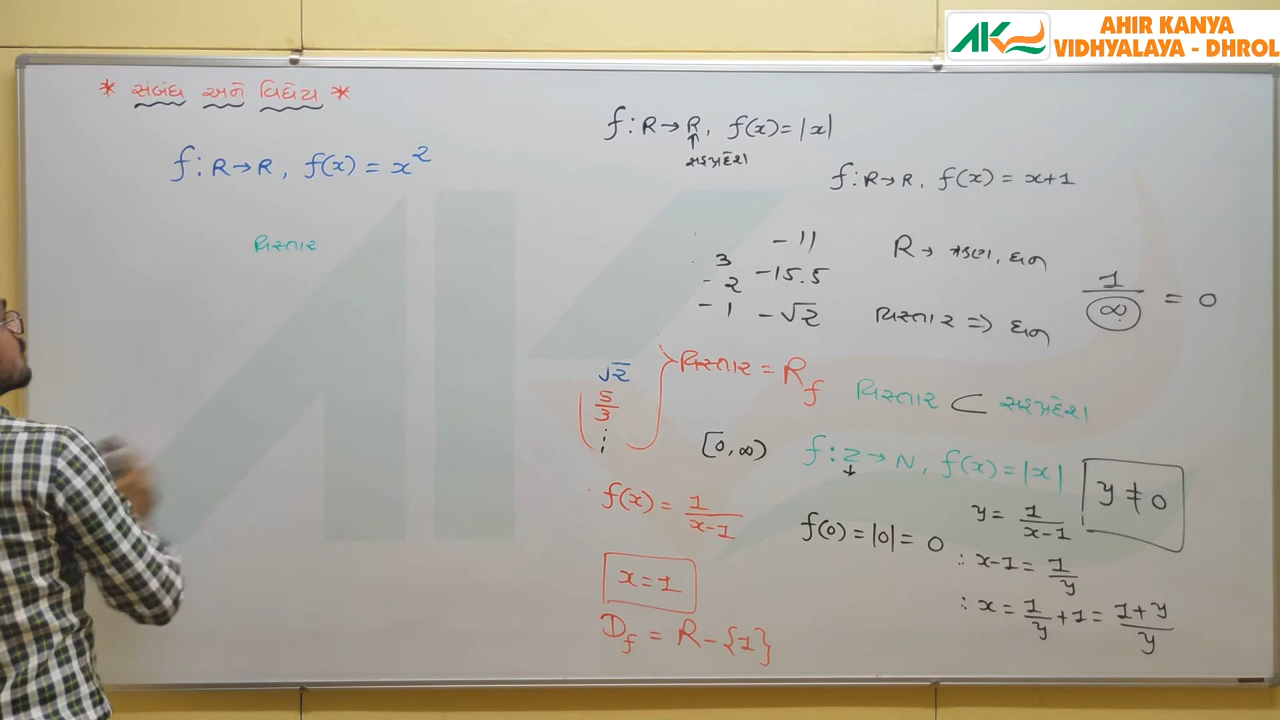 AHIR KANYA
VIDHYALAYA - DHROL
* સંબંધ અને વિધેય *
f : R → R, f(x) = x²
વિસ્તાર
f : R → R, f(x) = |x|
↑
સહપ્રદેશ
f : R → R, f(x) = x+1
- 11
3
- 2 -15.5
- 1 -√2
R → ઋણ, ધન
વિસ્તાર ⇒ ધન
1/∞ = 0
√2
5/3
⋮
વિસ્તાર = R_f
વિસ્તાર ⊂ સહપ્રદેશ
[0, ∞)
f : Z → N, f(x) = |x|
↓
f(0) = |0| = 0
f(x) = 1/(x-1)
x = 1
D_f = R - {1}
y = 1/(x-1)
∴ x-1 = 1/y
∴ x = 1/y + 1 = (1+y)/y
y ≠ 0